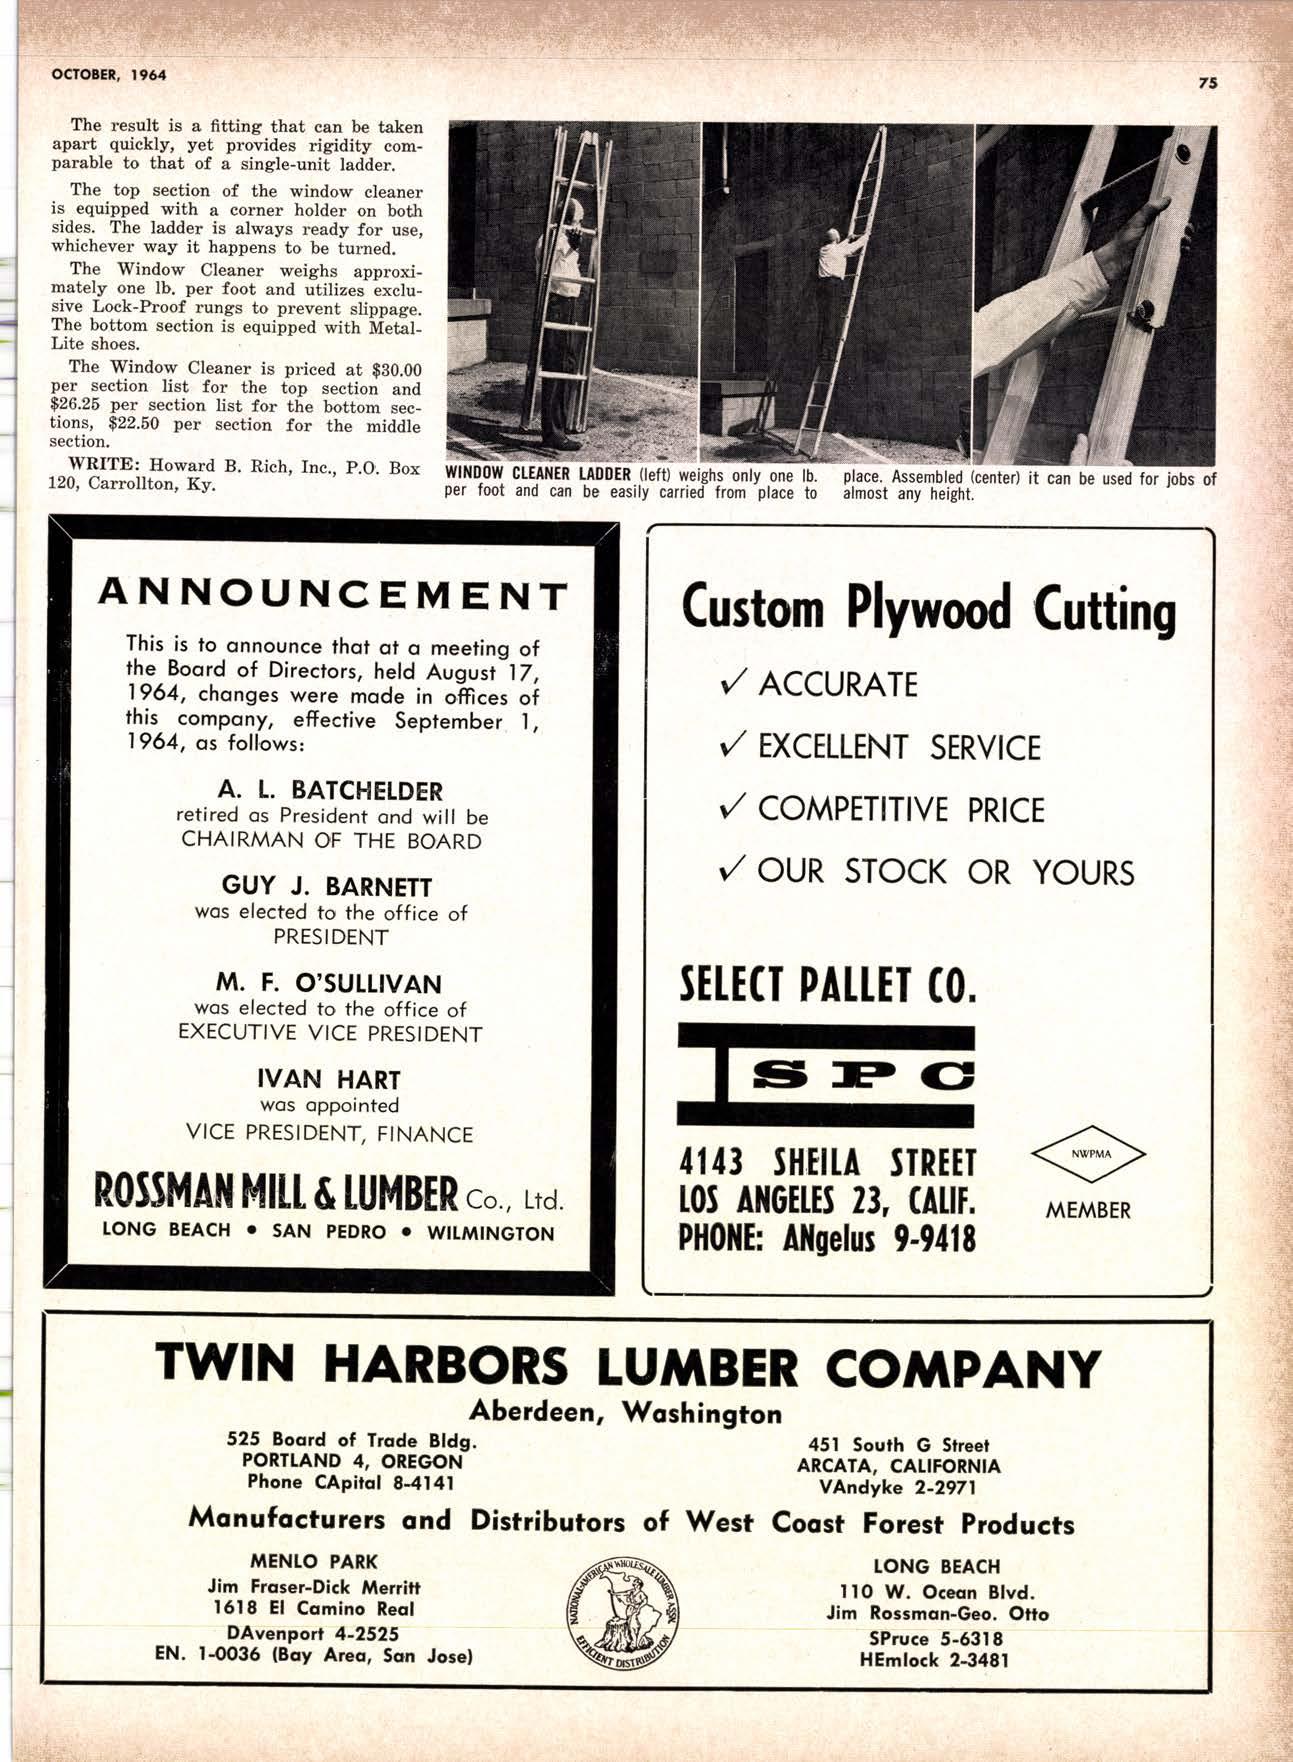 OCTOBER, 1964
75
The result is a fitting that can be taken
apart quickly, yet provides rigidity com-
parable to that of a single-unit ladder.
The top section of the window cleaner
is equipped with a corner holder on both
sides. The ladder is always ready for use,
whichever way it happens to be turned.
The Window Cleaner weighs approxi-
mately one lb. per foot and utilizes exclu-
sive Lock-Proof rungs to prevent slippage.
The bottom section is equipped with Metal-
Lite shoes.
The Window Cleaner is priced at $30.00
per section list for the top section and
$26.25 per section list for the bottom sec-
tions, $22.50 per section for the middle
section.
WRITE: Howard B. Rich, Inc., P.O. Box
120, Carrollton, Ky.
WINDOW CLEANER LADDER (left) weighs only one lb.
per foot and can be easily carried from place to
place. Assembled (center) it can be used for jobs of
almost any height.
ANNOUNCEMENT
This is to announce that at a meeting of
the Board of Directors, held August 17,
1964, changes were made in offices of
this company, effective September 1,
1964, as follows:
A. L. BATCHELDER
retired as President and will be
CHAIRMAN OF THE BOARD
GUY J. BARNETT
was elected to the office of
PRESIDENT
M. F. O'SULLIVAN
was elected to the office of
EXECUTIVE VICE PRESIDENT
IVAN HART
was appointed
VICE PRESIDENT, FINANCE
ROSSMAN MILL & LUMBER Co., Ltd.
LONG BEACH • SAN PEDRO • WILMINGTON
Custom Plywood Cutting
✓ ACCURATE
✓ EXCELLENT SERVICE
✓ COMPETITIVE PRICE
✓ OUR STOCK OR YOURS
SELECT PALLET CO.
SPC
4143 SHEILA STREET
LOS ANGELES 23, CALIF.
PHONE: ANgelus 9-9418
NWPMA
MEMBER
TWIN HARBORS LUMBER COMPANY
Aberdeen, Washington
525 Board of Trade Bldg.
PORTLAND 4, OREGON
Phone CApital 8-4141
451 South G Street
ARCATA, CALIFORNIA
VAndyke 2-2971
Manufacturers and Distributors of West Coast Forest Products
MENLO PARK
Jim Fraser-Dick Merritt
1618 El Camino Real
DAvenport 4-2525
EN. 1-0036 (Bay Area, San Jose)
NATIONAL-AMERICAN WHOLESALE LUMBER ASSN.
EFFICIENT DISTRIBUTION
LONG BEACH
110 W. Ocean Blvd.
Jim Rossman-Geo. Otto
SPruce 5-6318
HEmlock 2-3481